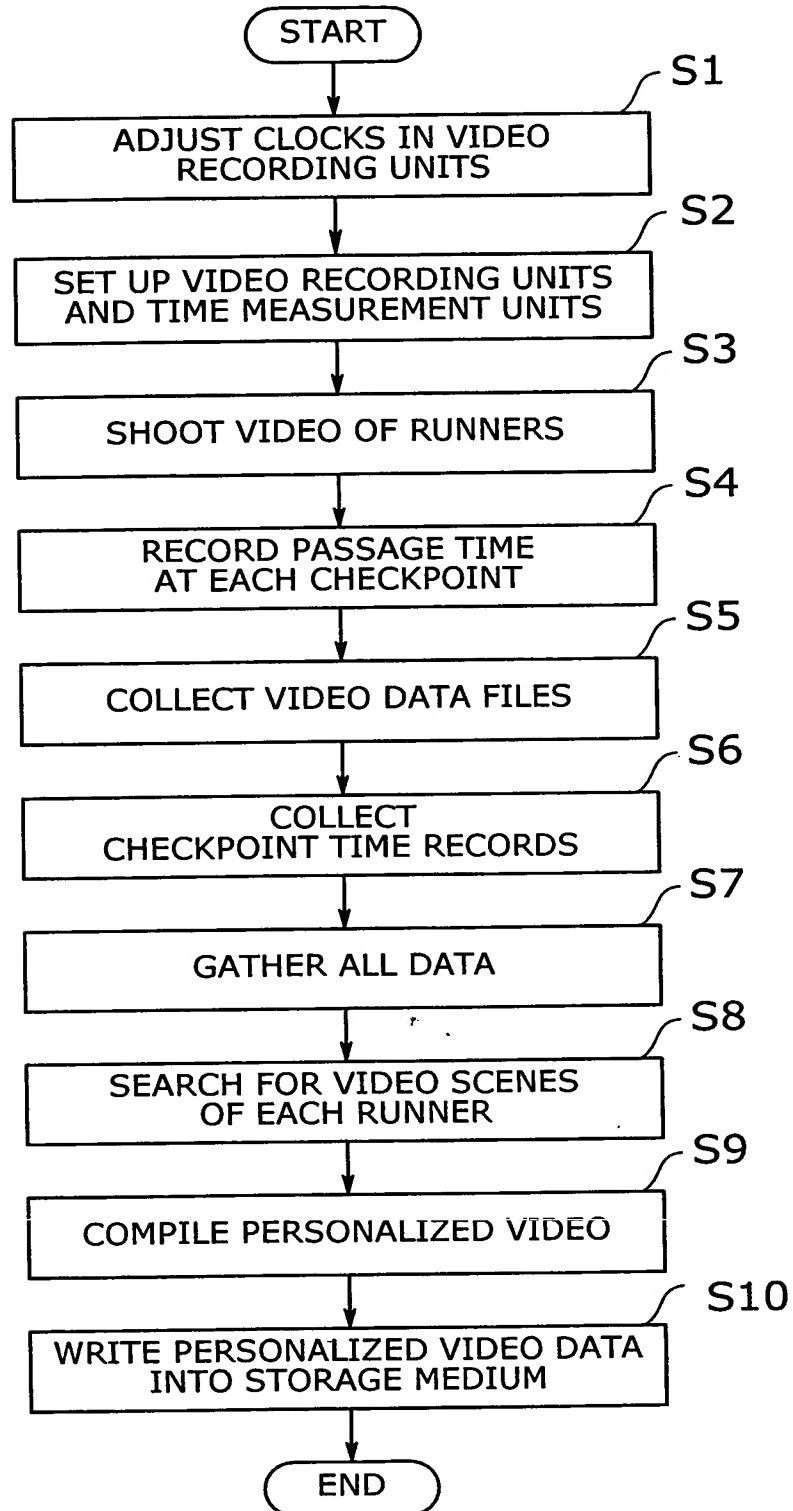 START
S1
ADJUST CLOCKS IN VIDEO
RECORDING UNITS
S2
SET UP VIDEO RECORDING UNITS
AND TIME MEASUREMENT UNITS
S3
SHOOT VIDEO OF RUNNERS
S4
RECORD PASSAGE TIME
AT EACH CHECKPOINT
S5
COLLECT VIDEO DATA FILES
S6
COLLECT
CHECKPOINT TIME RECORDS
S7
GATHER ALL DATA
S8
SEARCH FOR VIDEO SCENES
OF EACH RUNNER
S9
COMPILE PERSONALIZED VIDEO
S10
WRITE PERSONALIZED VIDEO DATA
INTO STORAGE MEDIUM
END